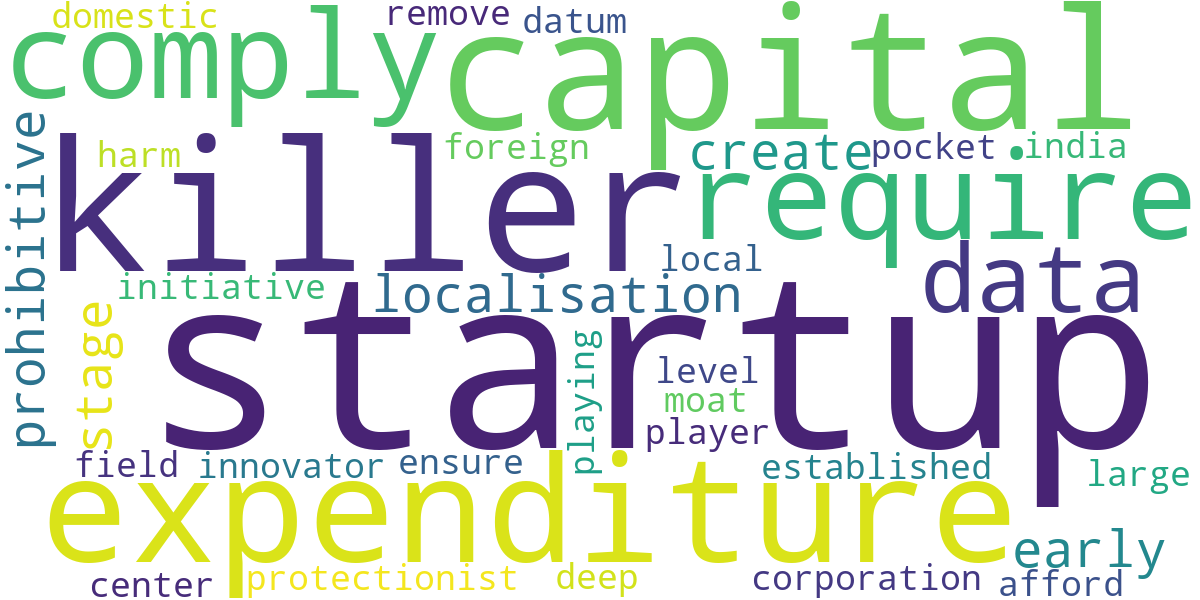 domestic
remove
datum
comply
capital
prohibitive
harm
killer
foreign
create
pocket
india
require
local
data
initiative
localisation
stage
startup
playing
level
moat
player
field
innovator
ensure
established
large
expenditure
early
center
protectionist
deep
corporation
afford